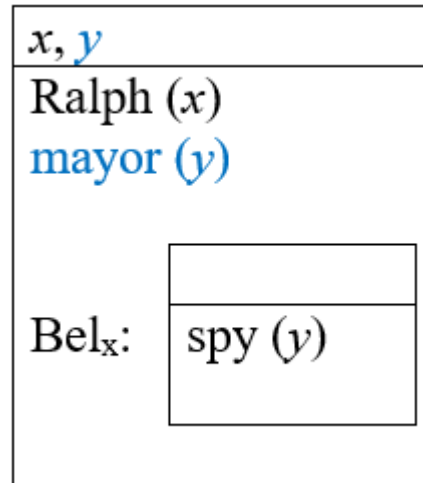 x, y
Ralph (x)
mayor (y)
Belₓ: spy (y)